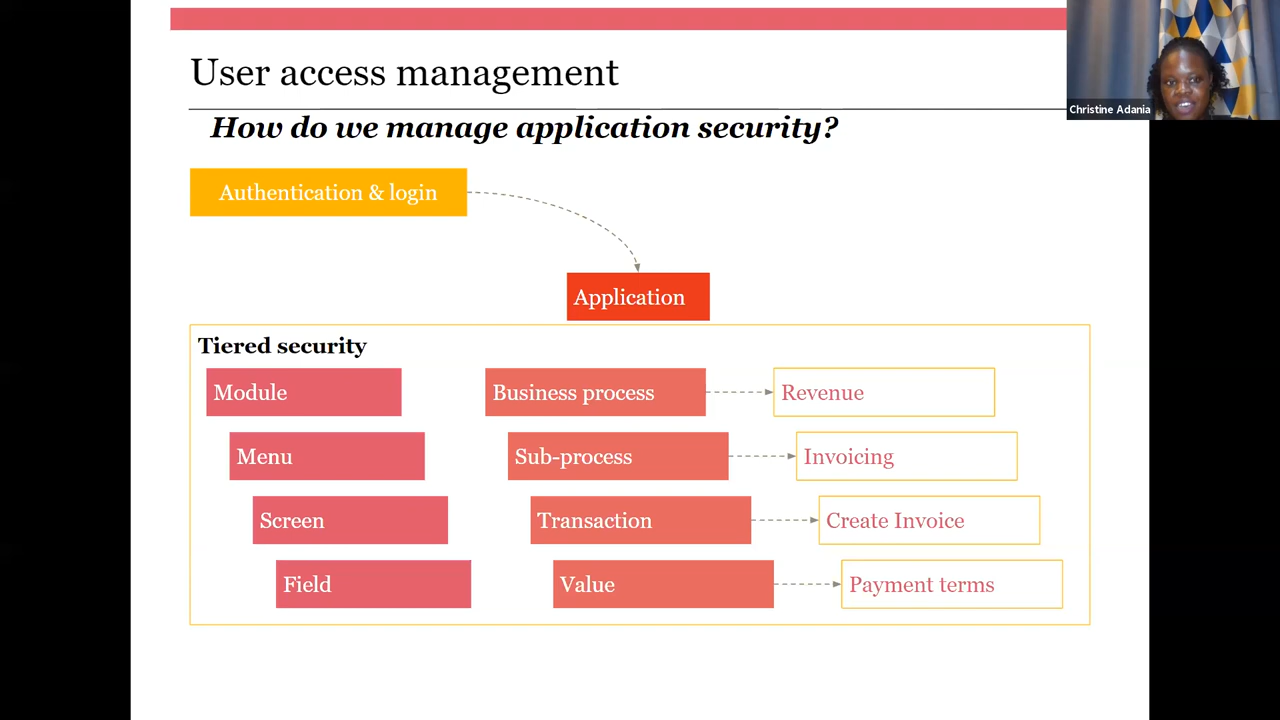 User access management
Christine Adania
How do we manage application security?
Authentication & login
Application
Tiered security
Module
Business process
Revenue
Menu
Sub-process
Invoicing
Screen
Transaction
Create Invoice
Field
Value
Payment terms